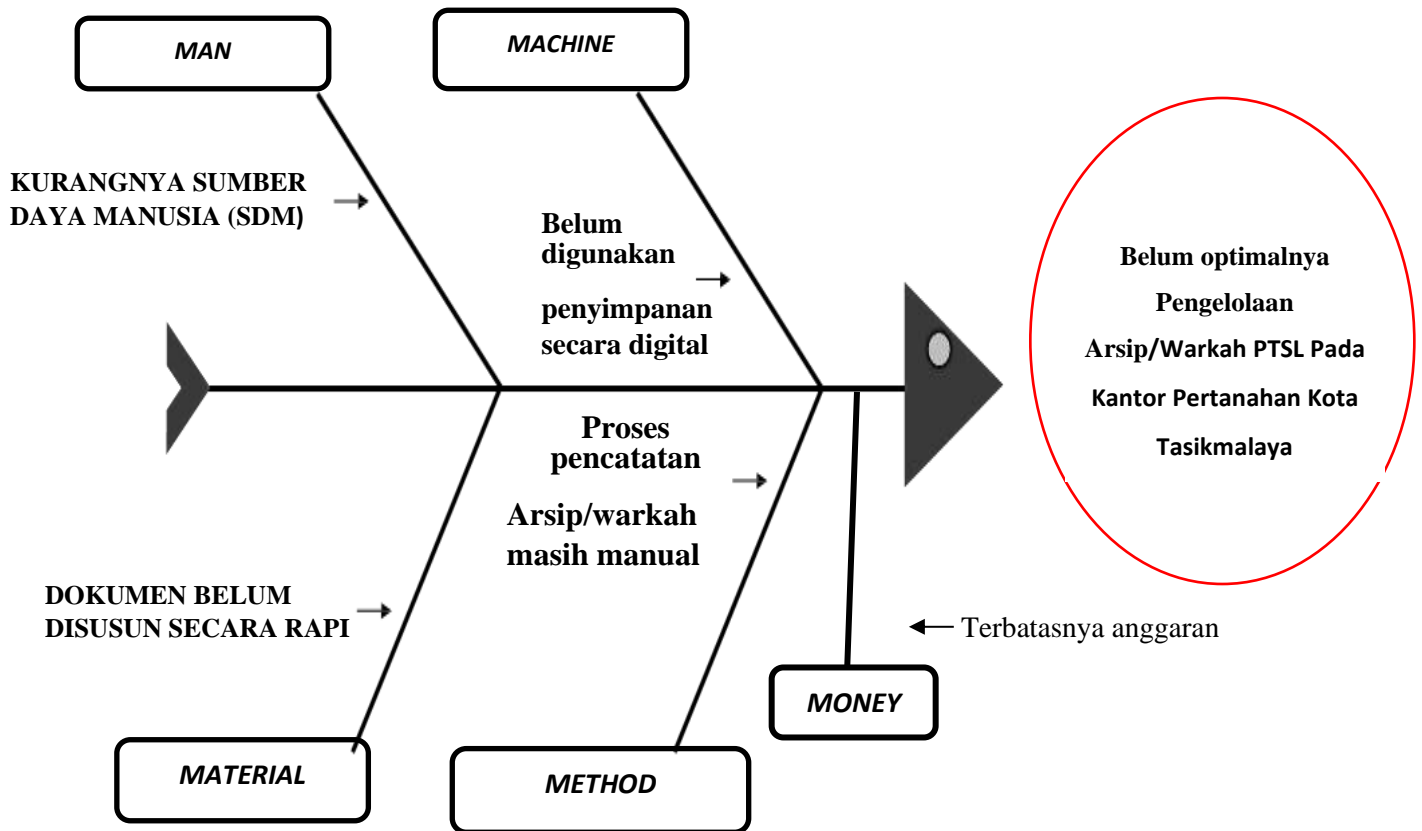 MAN
MACHINE
KURANGNYA SUMBER
DAYA MANUSIA (SDM)
Belum
digunakan
penyimpanan
secara digital
Belum optimalnya
Pengelolaan
Arsip/Warkah PTSL Pada
Kantor Pertanahan Kota
Tasikmalaya
Proses
pencatatan
Arsip/warkah
masih manual
DOKUMEN BELUM
DISUSUN SECARA RAPI
Terbatasnya anggaran
MONEY
MATERIAL
METHOD